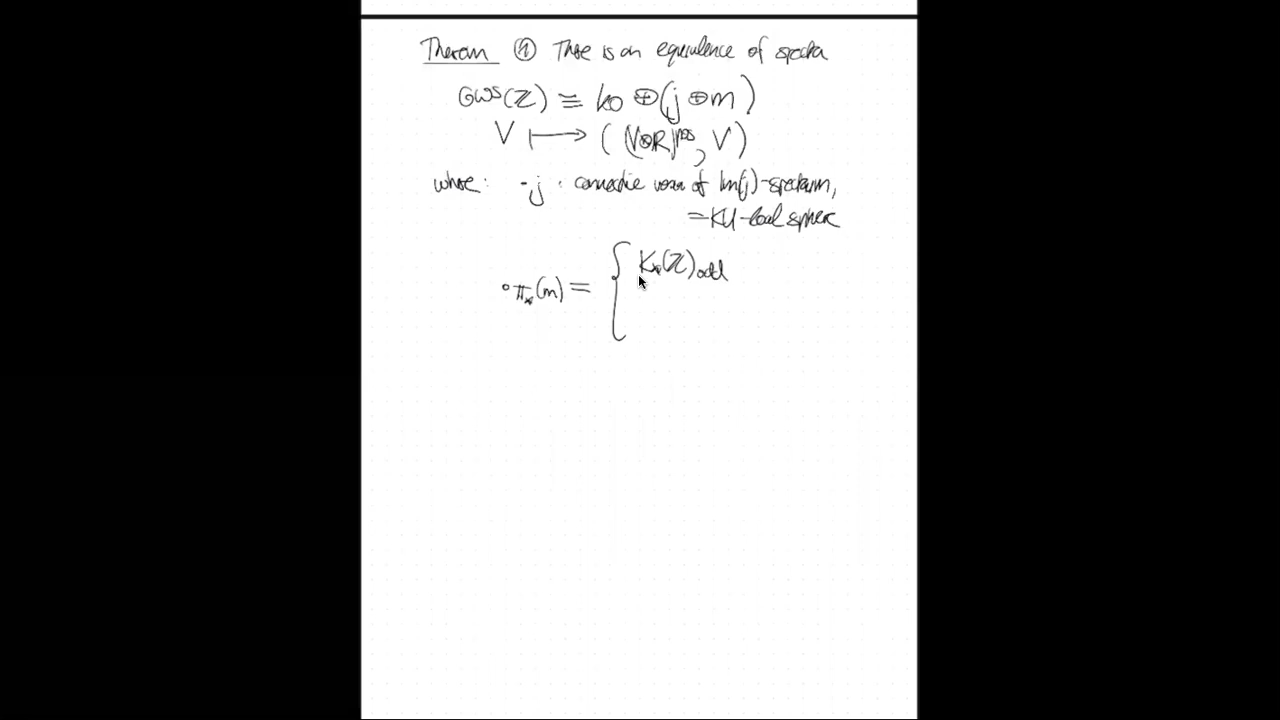 Theorem ① There is an equivalence of spectra
GWˢ(ℤ) ≅ ko ⊕ (j ⊕ m)
V ↦ ((V⊗ℝ)ᵖᵒˢ, V)
where: - j : connective version of Im(j)-spectrum,
= KU-local sphere
∘ π_*(m) = { K_*(ℤ)_odd